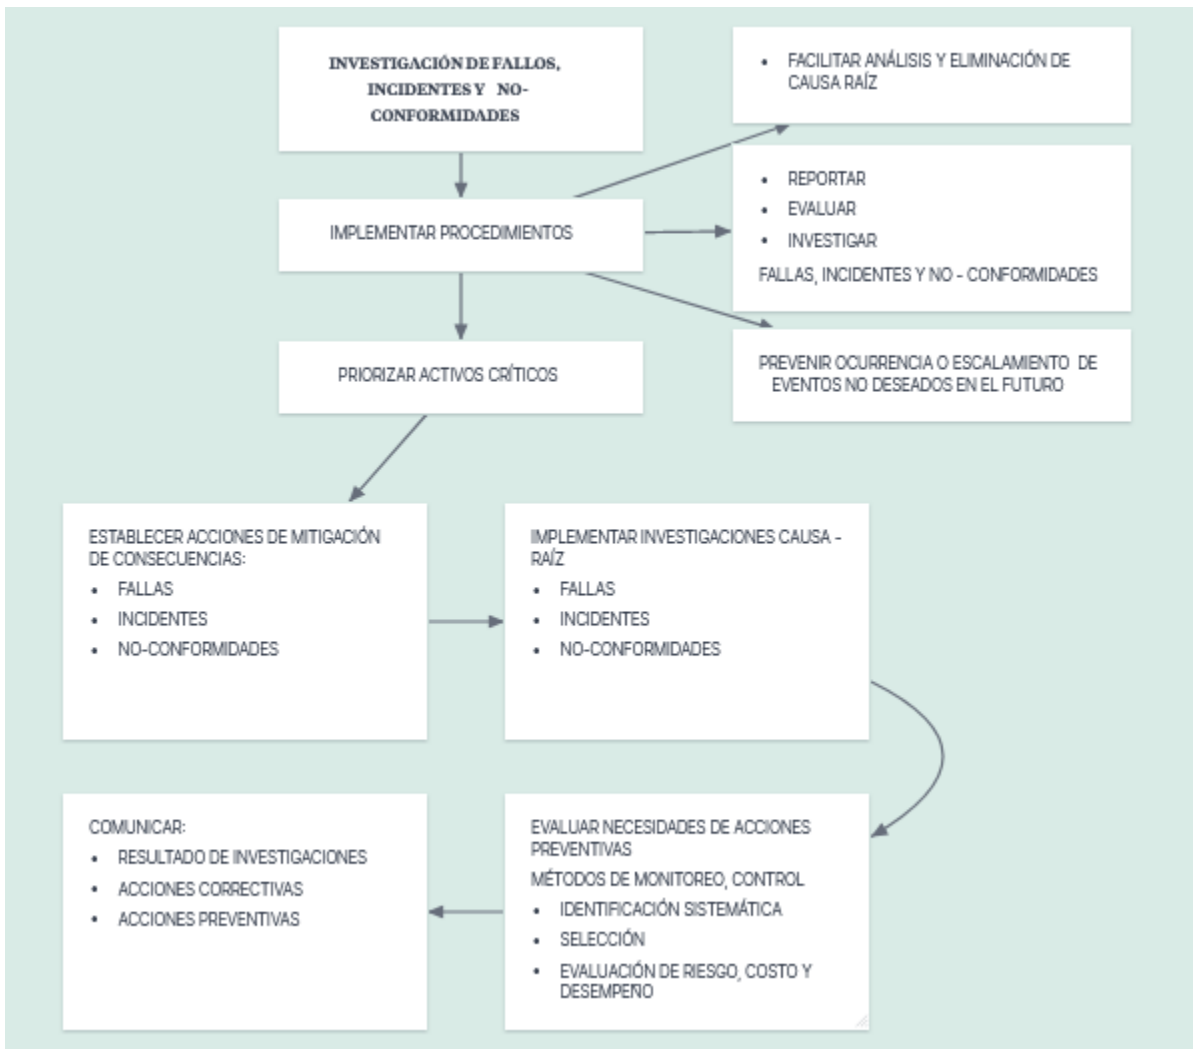 INVESTIGACIÓN DE FALLOS,
INCIDENTES Y NO-
CONFORMIDADES
• FACILITAR ANÁLISIS Y ELIMINACIÓN DE
CAUSA RAÍZ
IMPLEMENTAR PROCEDIMIENTOS
• REPORTAR
• EVALUAR
• INVESTIGAR
FALLAS, INCIDENTES Y NO - CONFORMIDADES
PRIORIZAR ACTIVOS CRÍTICOS
PREVENIR OCURRENCIA O ESCALAMIENTO DE
EVENTOS NO DESEADOS EN EL FUTURO
ESTABLECER ACCIONES DE MITIGACIÓN
DE CONSECUENCIAS:
• FALLAS
• INCIDENTES
• NO-CONFORMIDADES
IMPLEMENTAR INVESTIGACIONES CAUSA -
RAÍZ
• FALLAS
• INCIDENTES
• NO-CONFORMIDADES
COMUNICAR:
• RESULTADO DE INVESTIGACIONES
• ACCIONES CORRECTIVAS
• ACCIONES PREVENTIVAS
EVALUAR NECESIDADES DE ACCIONES
PREVENTIVAS
MÉTODOS DE MONITOREO, CONTROL
• IDENTIFICACIÓN SISTEMÁTICA
• SELECCIÓN
• EVALUACIÓN DE RIESGO, COSTO Y
DESEMPEÑO